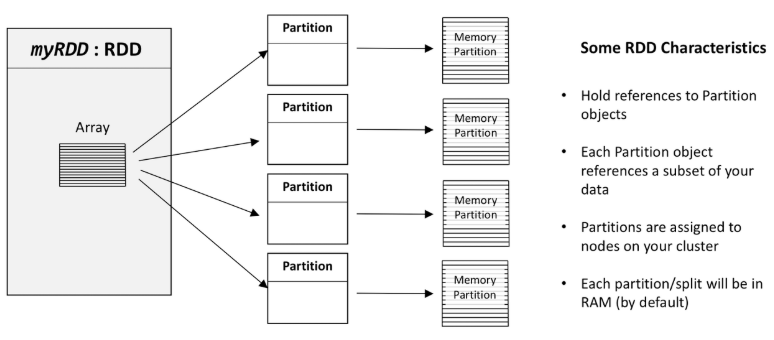 myRDD : RDD
Array
Partition
Memory
Partition
Partition
Memory
Partition
Partition
Memory
Partition
Partition
Memory
Partition
Some RDD Characteristics
• Hold references to Partition
objects
• Each Partition object
references a subset of your
data
• Partitions are assigned to
nodes on your cluster
• Each partition/split will be in
RAM (by default)